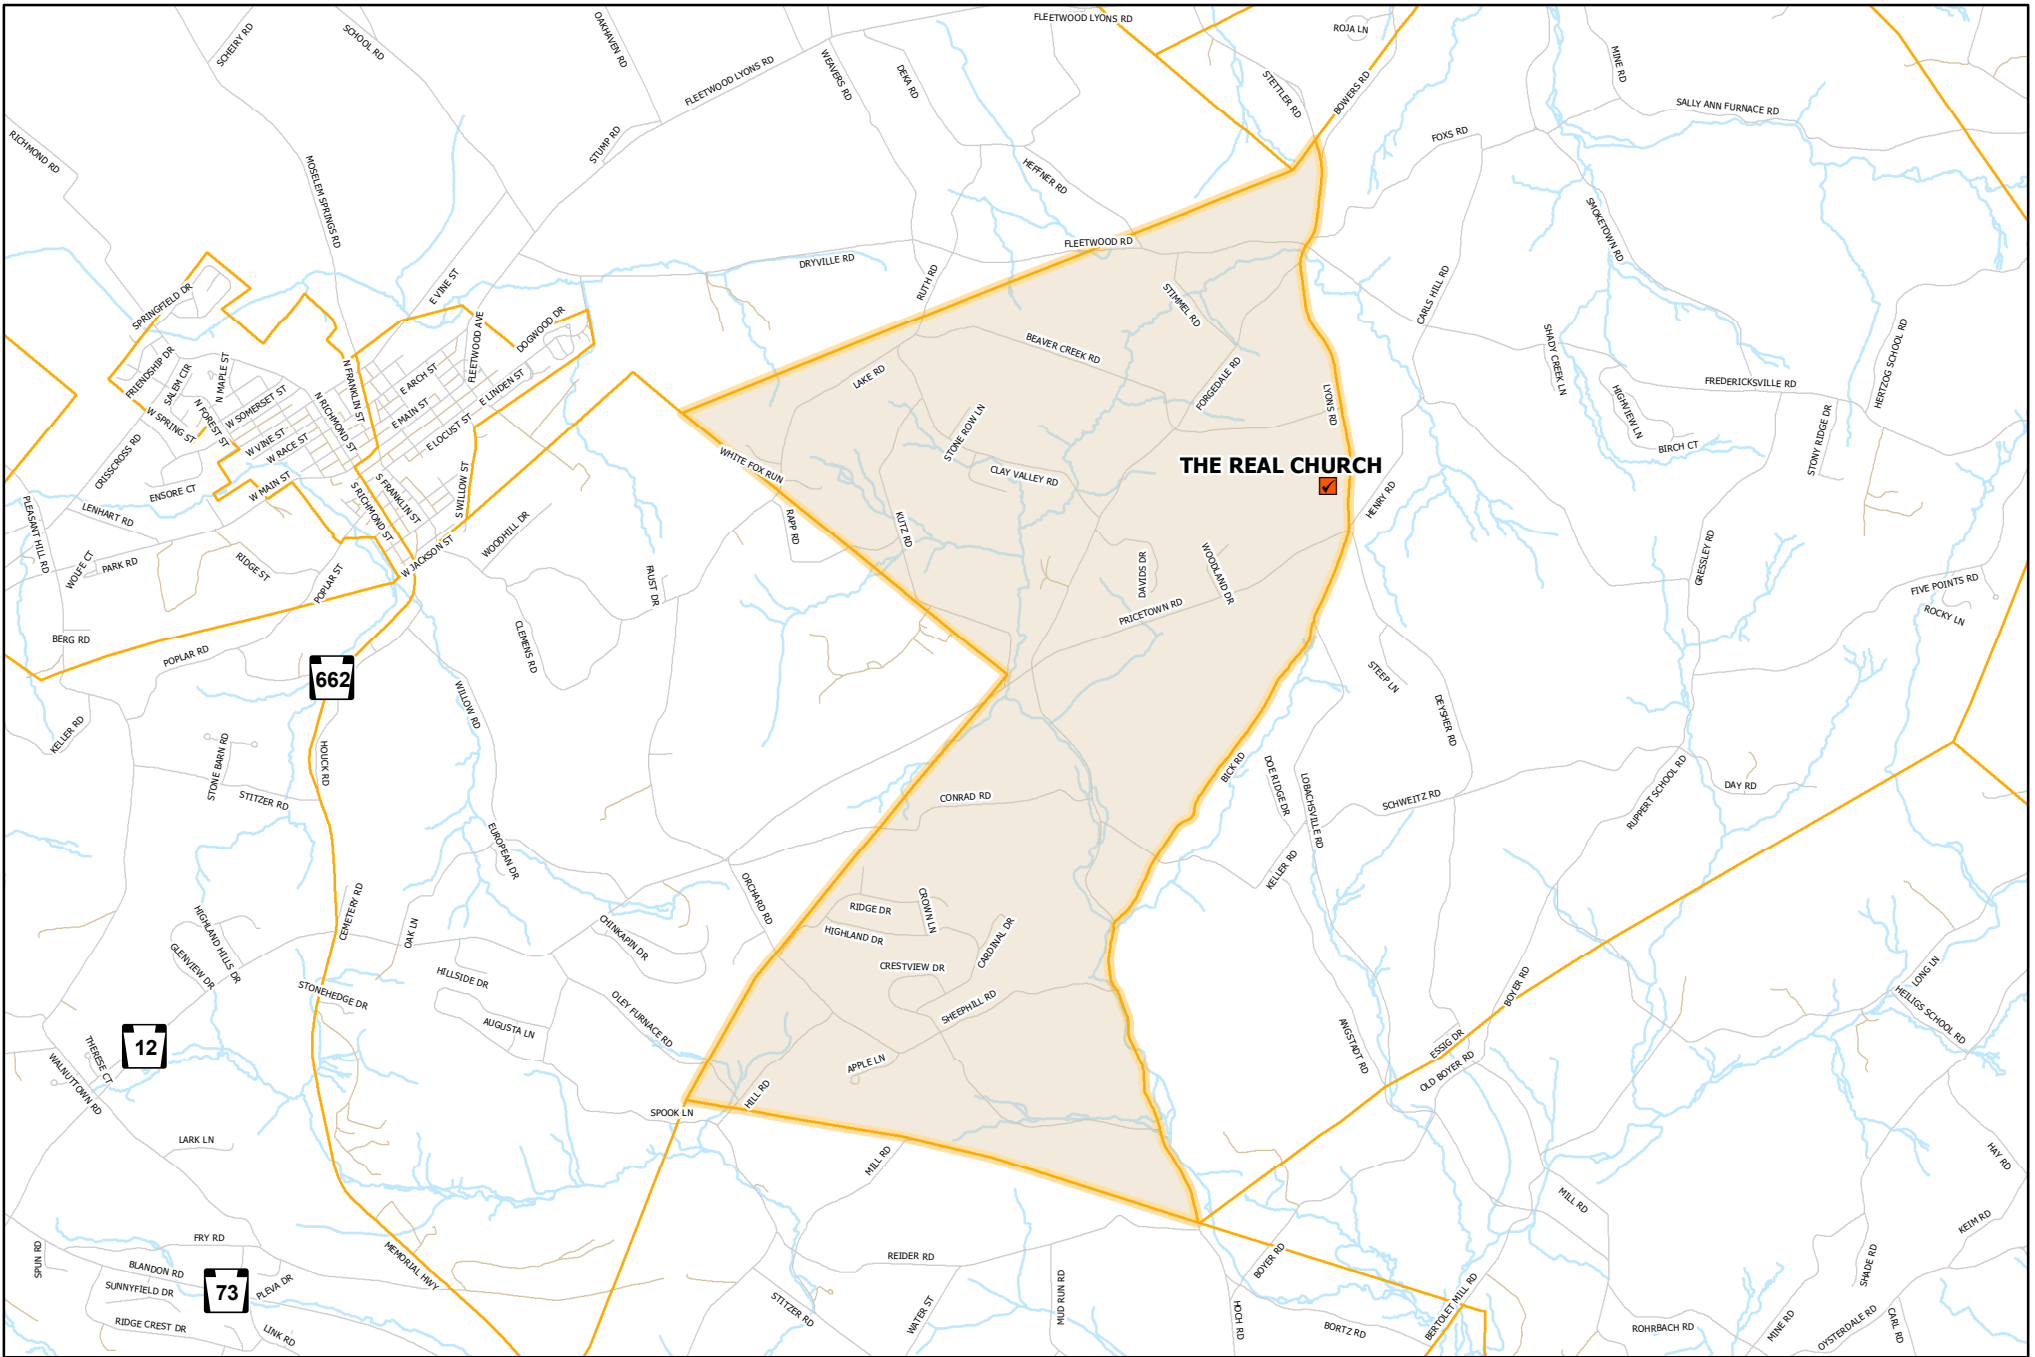 FLEETWOOD LYONS RD
ROJA LN
OAKHAVEN RD
SCHEIRY RD
SCHOOL RD
WEAVERS RD
DEKA RD
FLEETWOOD LYONS RD
STETTLER RD
BOWERS RD
MINE RD
SALLY ANN FURNACE RD
RICHMOND RD
STUMP RD
FOXS RD
MOSELEM SPRINGS RD
HEFFNER RD
SMOKETOWN RD
FLEETWOOD RD
DRYVILLE RD
RUTH RD
E VINE ST
SPRINGFIELD DR
STIMMEL RD
CARLS HILL RD
FLEETWOOD AVE
DOGWOOD DR
BEAVER CREEK RD
SHADY CREEK LN
HERTZOG SCHOOL RD
FRIENDSHIP DR
SALEM CIR
N MAPLE ST
N FRANKLIN ST
E ARCH ST
E LINDEN ST
LAKE RD
FORGEDALE RD
LYONS RD
FREDERICKSVILLE RD
HIGHVIEW LN
W SPRING ST
N FOREST ST
W SOMERSET ST
N RICHMOND ST
E MAIN ST
E LOCUST ST
STONE ROW LN
STONY RIDGE DR
BIRCH CT
W VINE ST
W RACE ST
CRISSCROSS RD
WHITE FOX RUN
CLAY VALLEY RD
THE REAL CHURCH
ENSORE CT
W MAIN ST
S FRANKLIN ST
S RICHMOND ST
S WILLOW ST
HENRY RD
PLEASANT HILL RD
LENHART RD
RAPP RD
KUTZ RD
WOODHILL DR
W JACKSON ST
WOLFE CT
PARK RD
RIDGE ST
POPLAR ST
FAUST DR
DAVIDS DR
WOODLAND DR
GRESSLEY RD
FIVE POINTS RD
ROCKY LN
PRICETOWN RD
BERG RD
POPLAR RD
CLEMENS RD
662
STEEP LN
WILLOW RD
KELLER RD
DEYSHER RD
STONE BARN RD
HOUCK RD
BICK RD
DOE RIDGE DR
LOBACHSVILLE RD
SCHWEITZ RD
RUPPERT SCHOOL RD
DAY RD
STITZER RD
CONRAD RD
EUROPEAN DR
KELLER RD
ORCHARD RD
CEMETERY RD
OAK LN
HIGHLAND HILLS DR
GLENVIEW DR
CHINKAPIN DR
RIDGE DR
CROWN LN
HIGHLAND DR
CARDINAL DR
CRESTVIEW DR
HILLSIDE DR
STONEHEDGE DR
AUGUSTA LN
OLEY FURNACE RD
SHEEPHILL RD
BOYER RD
LONG LN
HEILIGS SCHOOL RD
12
THERESE CT
WALNUTTOWN RD
APPLE LN
HILL RD
SPOOK LN
ANGSTADT RD
ESSIG DR
OLD BOYER RD
LARK LN
MILL RD
HAY RD
MILL RD
KEIM RD
SPUN RD
FRY RD
BLANDON RD
SUNNYFIELD DR
73
PLEVA DR
MEMORIAL HWY
REIDER RD
BOYER RD
SHADE RD
RIDGE CREST DR
LINK RD
STITZER RD
WATER ST
MUD RUN RD
HOCH RD
BORTZ RD
BERTOLET MILL RD
ROHRBACH RD
MINE RD
OYSTERDALE RD
CARL RD